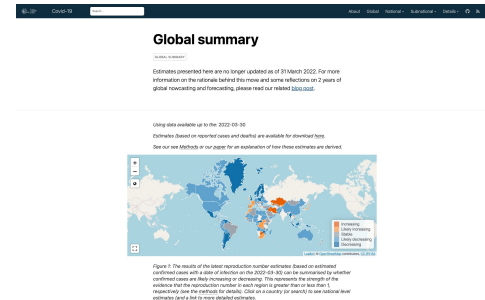 Covid-19
Search...
About Global National Subnational Details
Global summary
GLOBAL SUMMARY
Estimates presented here are no longer updated as of 31 March 2022. For more
information on the rationale behind this move and some reflections on 2 years of
global nowcasting and forecasting, please read our related blog post.
Using data available up to the: 2022-03-30
Estimates (based on reported cases and deaths) are available for download here.
See our see Methods or our paper for an explanation of how these estimates are derived.
+
−
Increasing
Likely increasing
Stable
Likely decreasing
Decreasing
Leaflet | © OpenStreetMap contributors, CC-BY-SA
Figure 1: The results of the latest reproduction number estimates (based on estimated
confirmed cases with a date of infection on the 2022-03-30) can be summarised by whether
confirmed cases are likely increasing or decreasing. This represents the strength of the
evidence that the reproduction number in each region is greater than or less than 1,
respectively (see the methods for details). Click on a country (or search) to see national level
estimates (and a link to more detailed estimates.